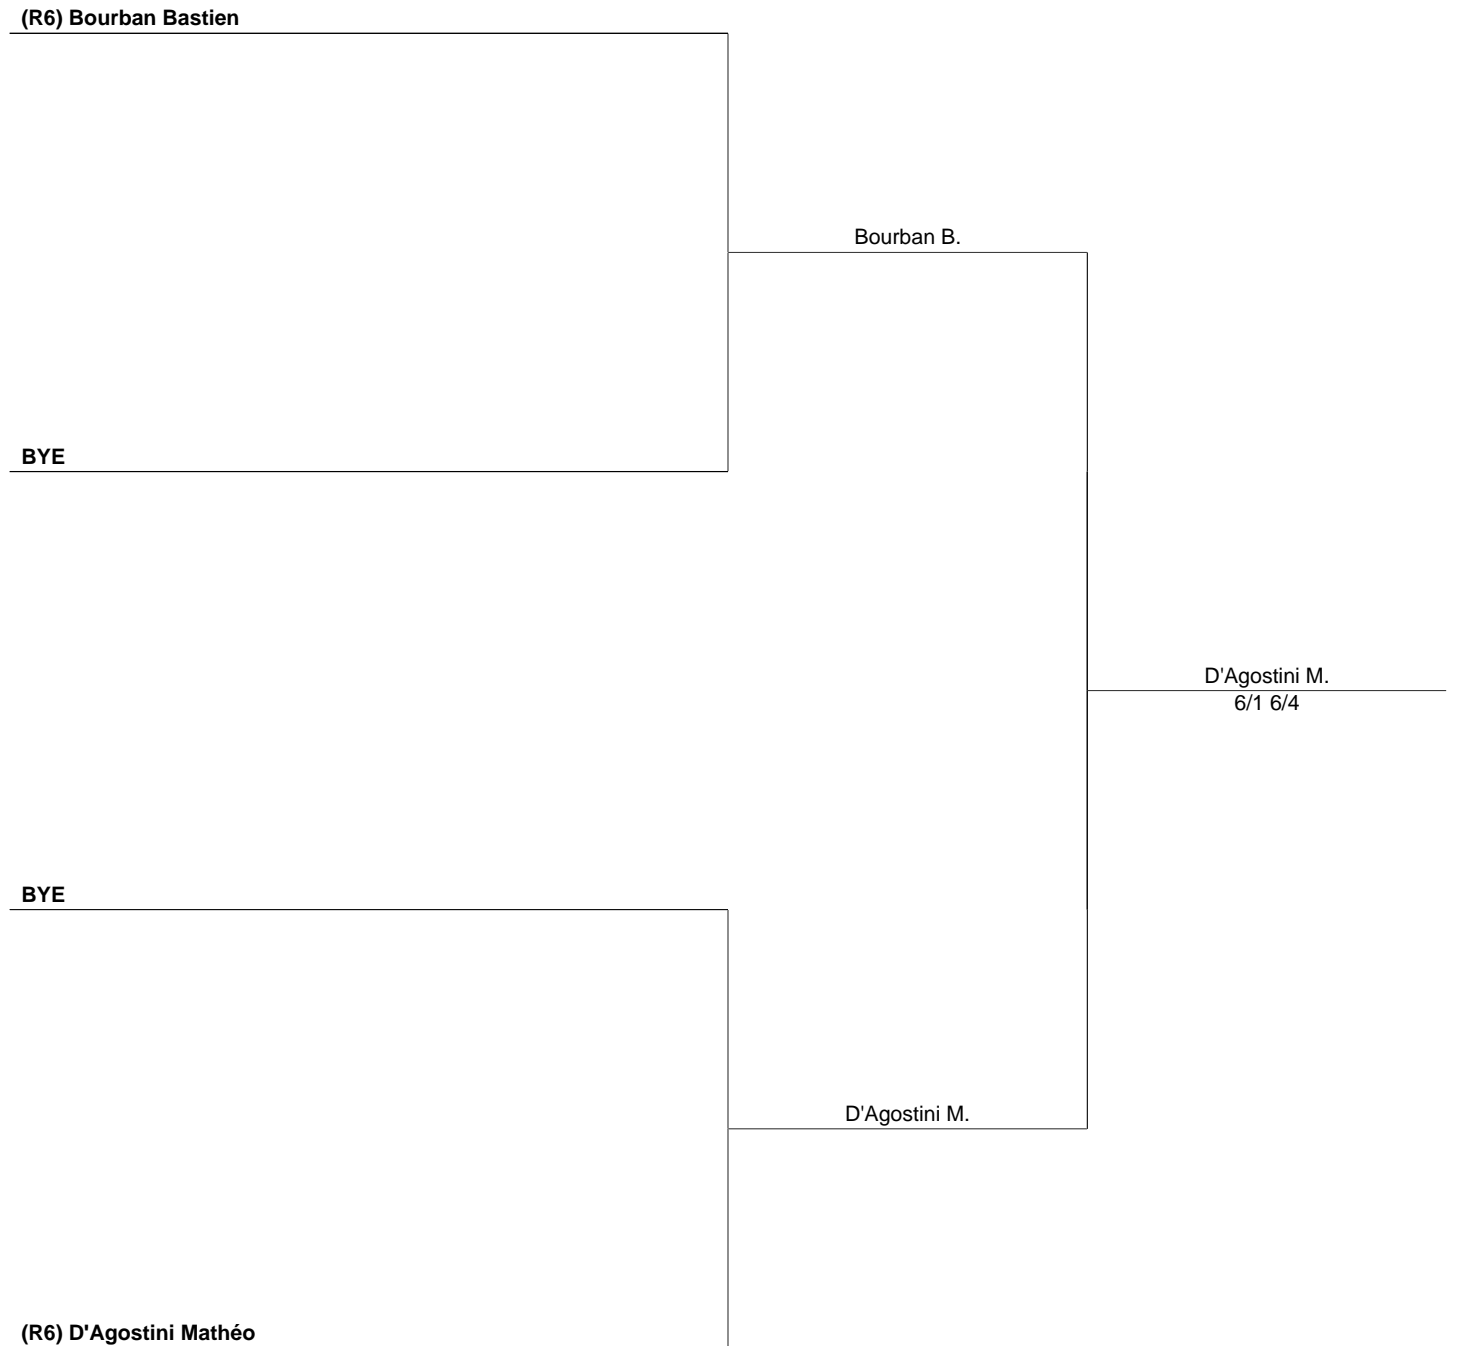 (R6) Bourban Bastien
Bourban B.
BYE
D'Agostini M.
6/1 6/4
BYE
D'Agostini M.
(R6) D'Agostini Mathéo